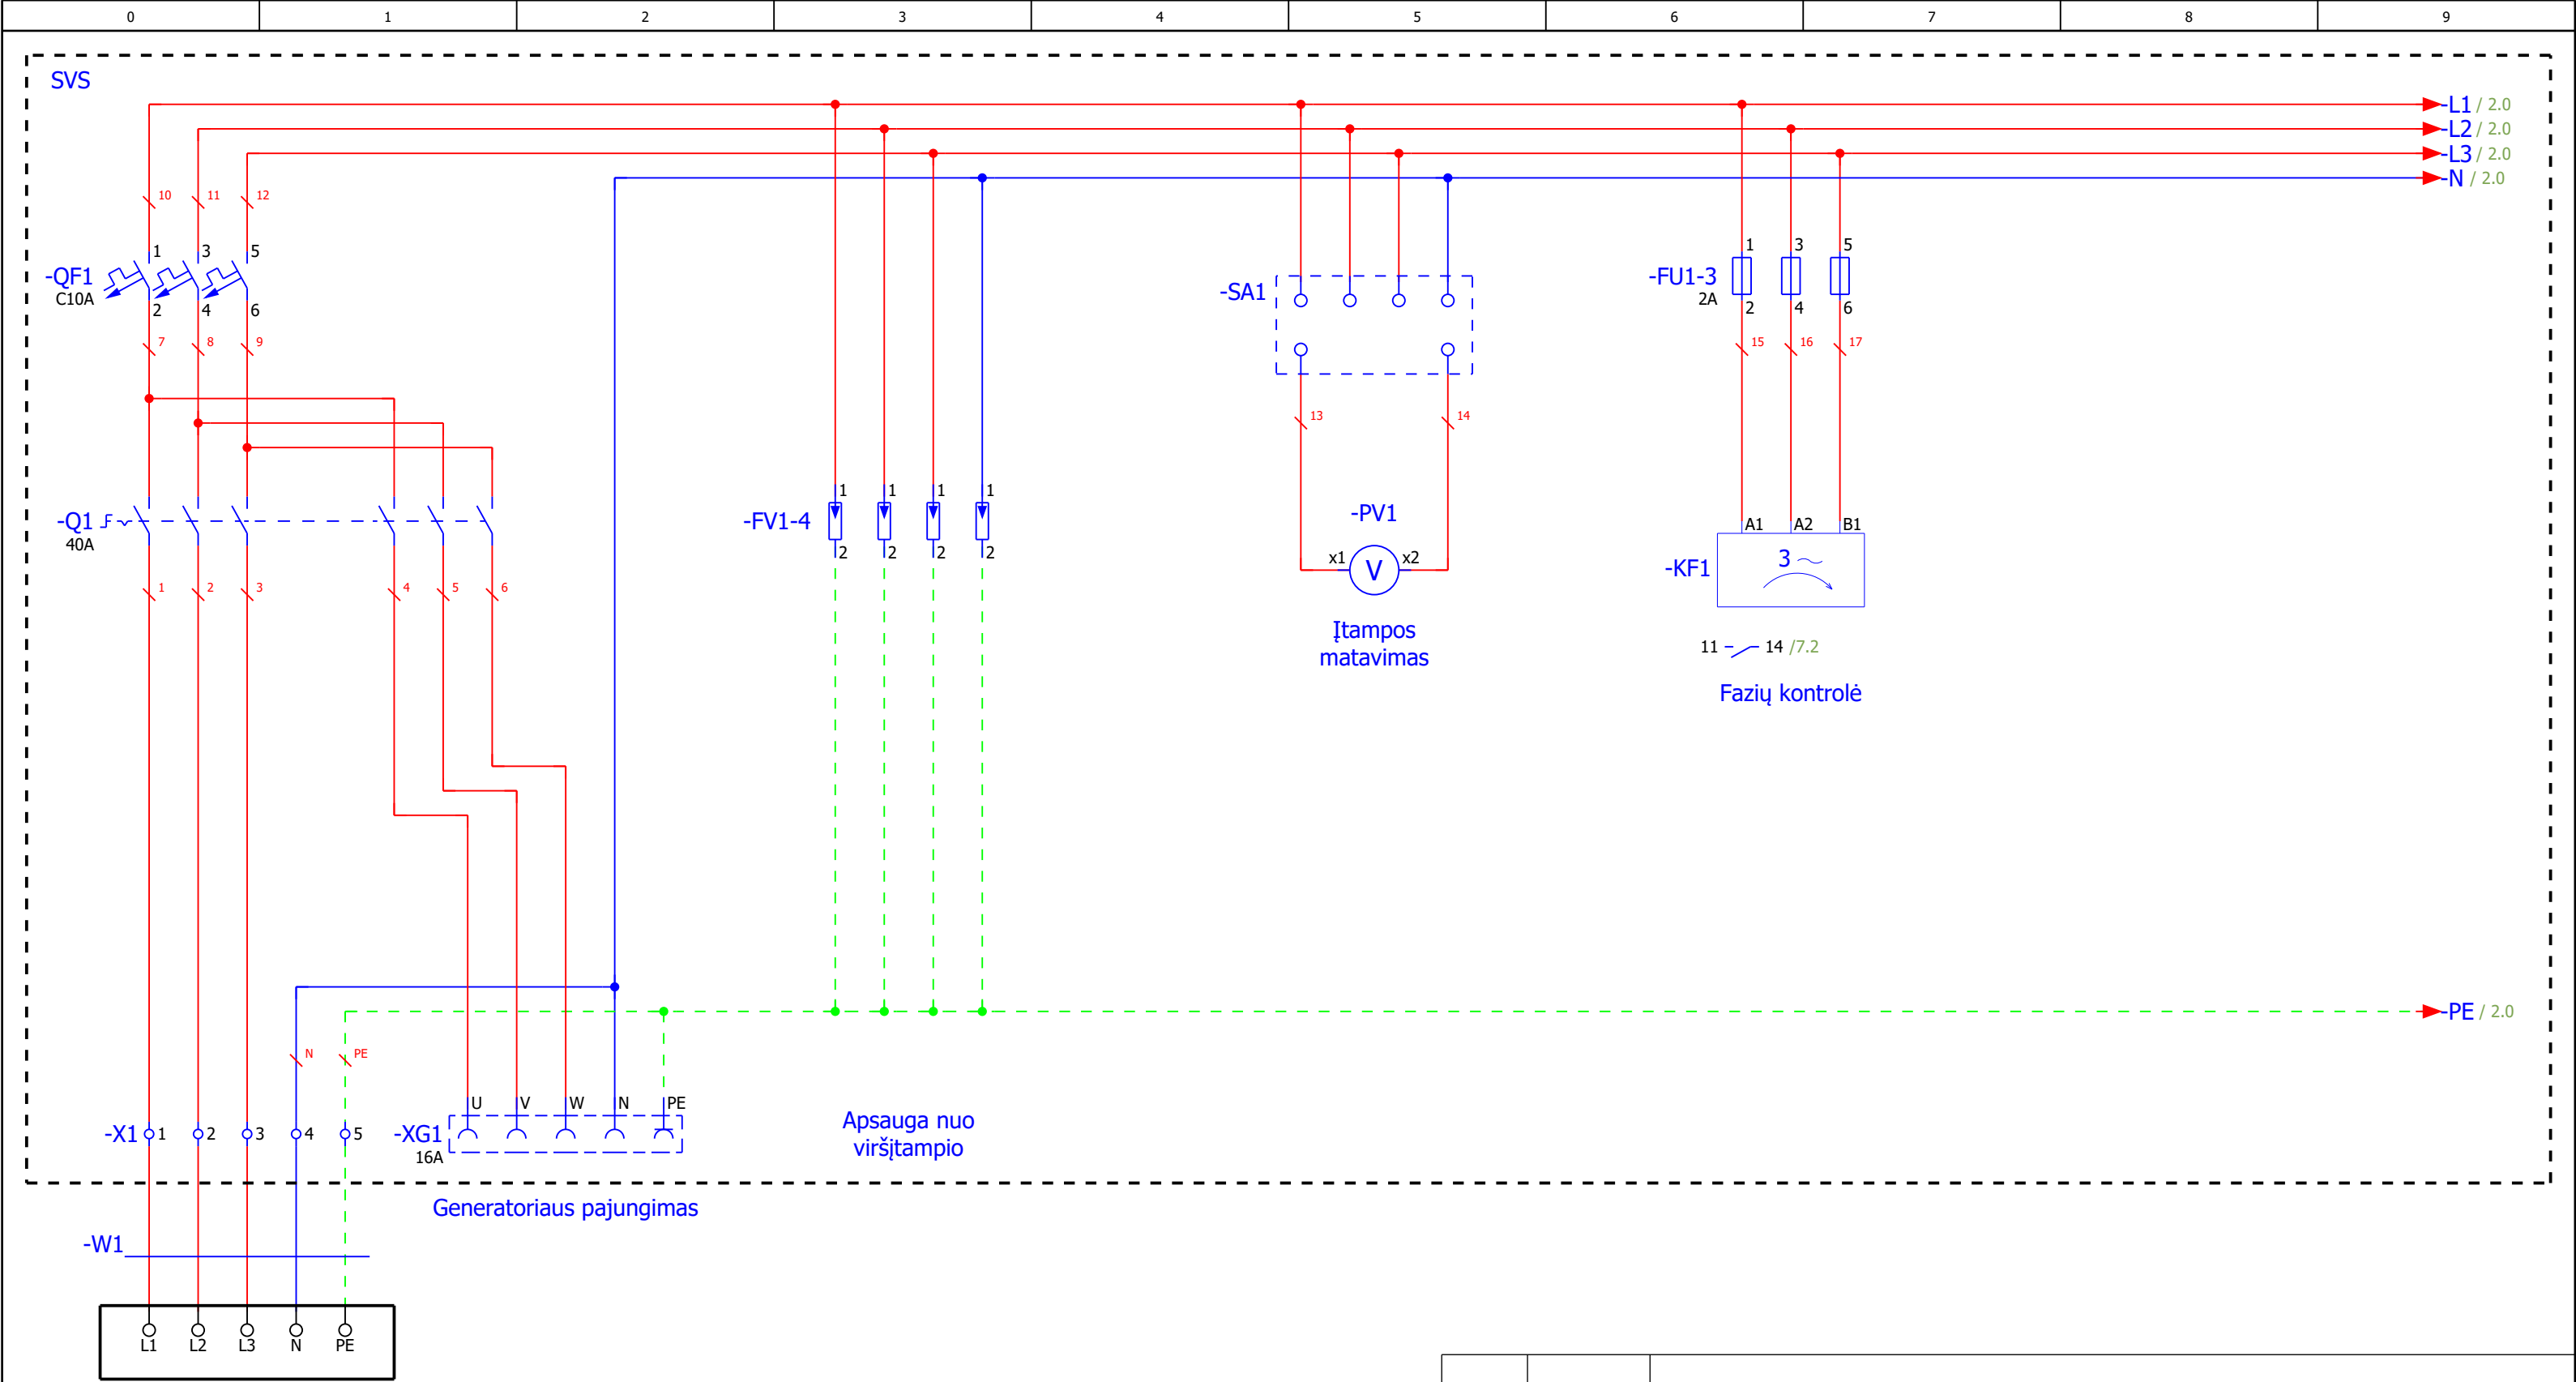 0 1 2 3 4 5 6 7 8 9
SVS
-L1 / 2.0
-L2 / 2.0
-L3 / 2.0
-N / 2.0
10 11 12
1 3 5
-QF1
C10A
2 4 6
7 8 9
-SA1
13 14
1 3 5
-FU1-3
2A
2 4 6
15 16 17
-Q1
40A
1 2 3 4 5 6
1 1 1 1
-FV1-4
2 2 2 2
-PV1
x1 V x2
Įtampos
matavimas
A1 A2 B1
-KF1
3 ~
11 14 /7.2
Fazių kontrolė
-PE / 2.0
N PE
U V W N PE
-X1 1 2 3 4 5
-XG1
16A
Apsauga nuo
viršįtampio
Generatoriaus pajungimas
-W1
L1 L2 L3 N PE